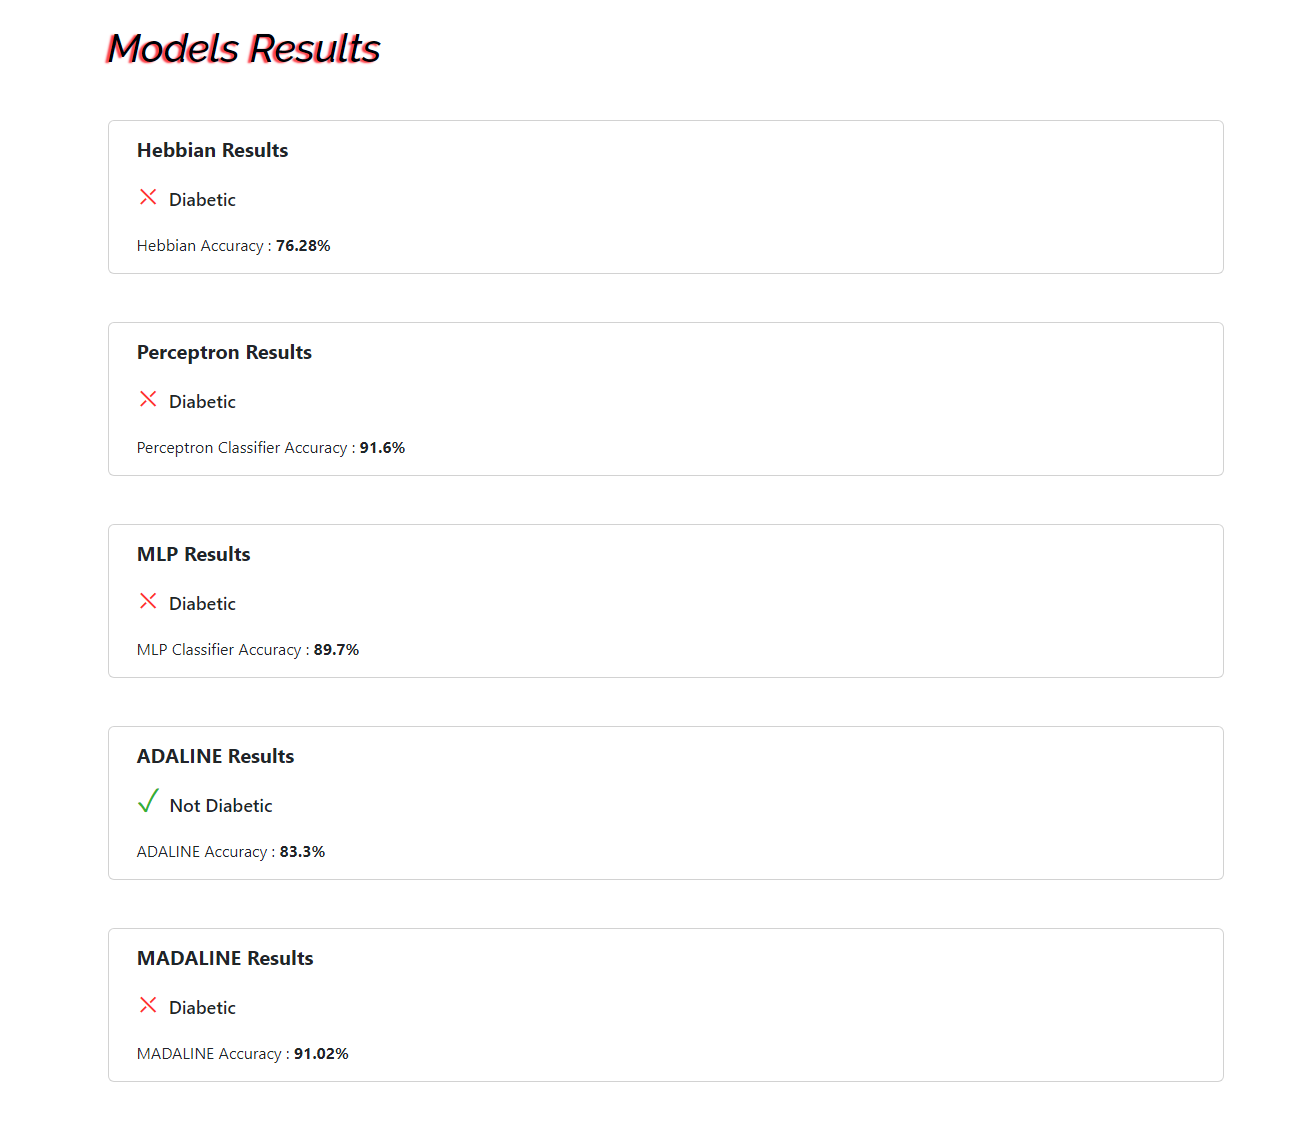 Models Results
Hebbian Results
Diabetic
Hebbian Accuracy : 76.28%
Perceptron Results
Diabetic
Perceptron Classifier Accuracy : 91.6%
MLP Results
Diabetic
MLP Classifier Accuracy : 89.7%
ADALINE Results
Not Diabetic
ADALINE Accuracy : 83.3%
MADALINE Results
Diabetic
MADALINE Accuracy : 91.02%